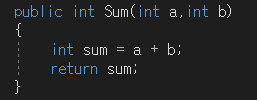 public int Sum(int a,int b)
{
    int sum = a + b;
    return sum;
}